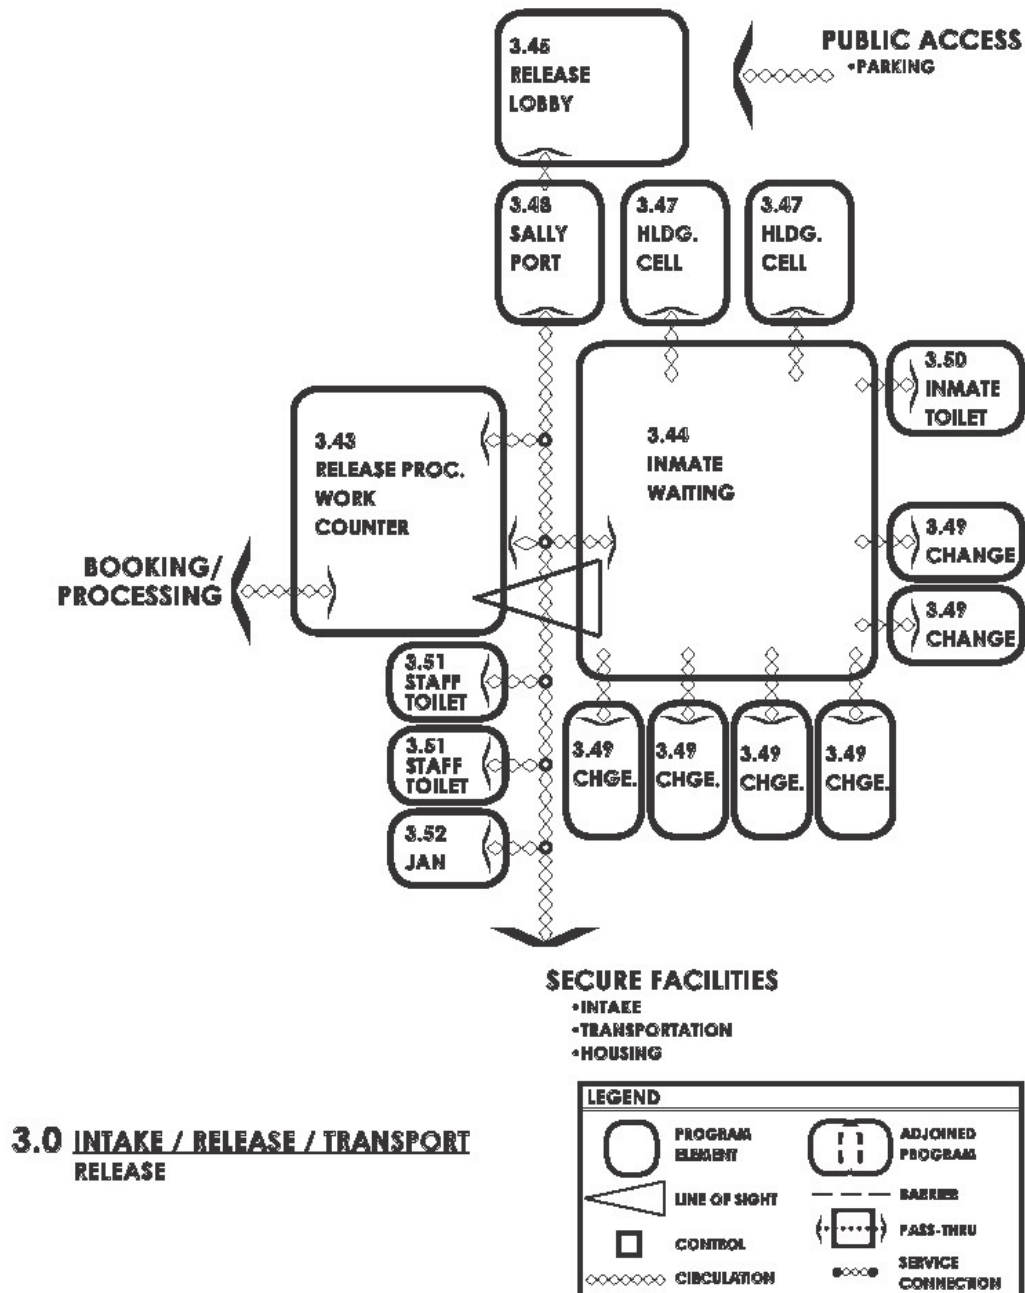 3.45
RELEASE
LOBBY
PUBLIC ACCESS
•PARKING
3.48
SALLY
PORT
3.47
HLDG.
CELL
3.47
HLDG.
CELL
3.50
INMATE
TOILET
3.43
RELEASE PROC.
WORK
COUNTER
3.44
INMATE
WAITING
3.49
CHANGE
BOOKING/
PROCESSING
3.49
CHANGE
3.51
STAFF
TOILET
3.51
STAFF
TOILET
3.49
CHGE.
3.49
CHGE.
3.49
CHGE.
3.49
CHGE.
3.52
JAN
SECURE FACILITIES
•INTAKE
•TRANSPORTATION
•HOUSING
3.0 INTAKE / RELEASE / TRANSPORT
RELEASE
LEGEND
PROGRAM
ELEMENT
ADJOINED
PROGRAM
LINE OF SIGHT
BARRIER
PASS-THRU
CONTROL
SERVICE
CONNECTION
CIRCULATION